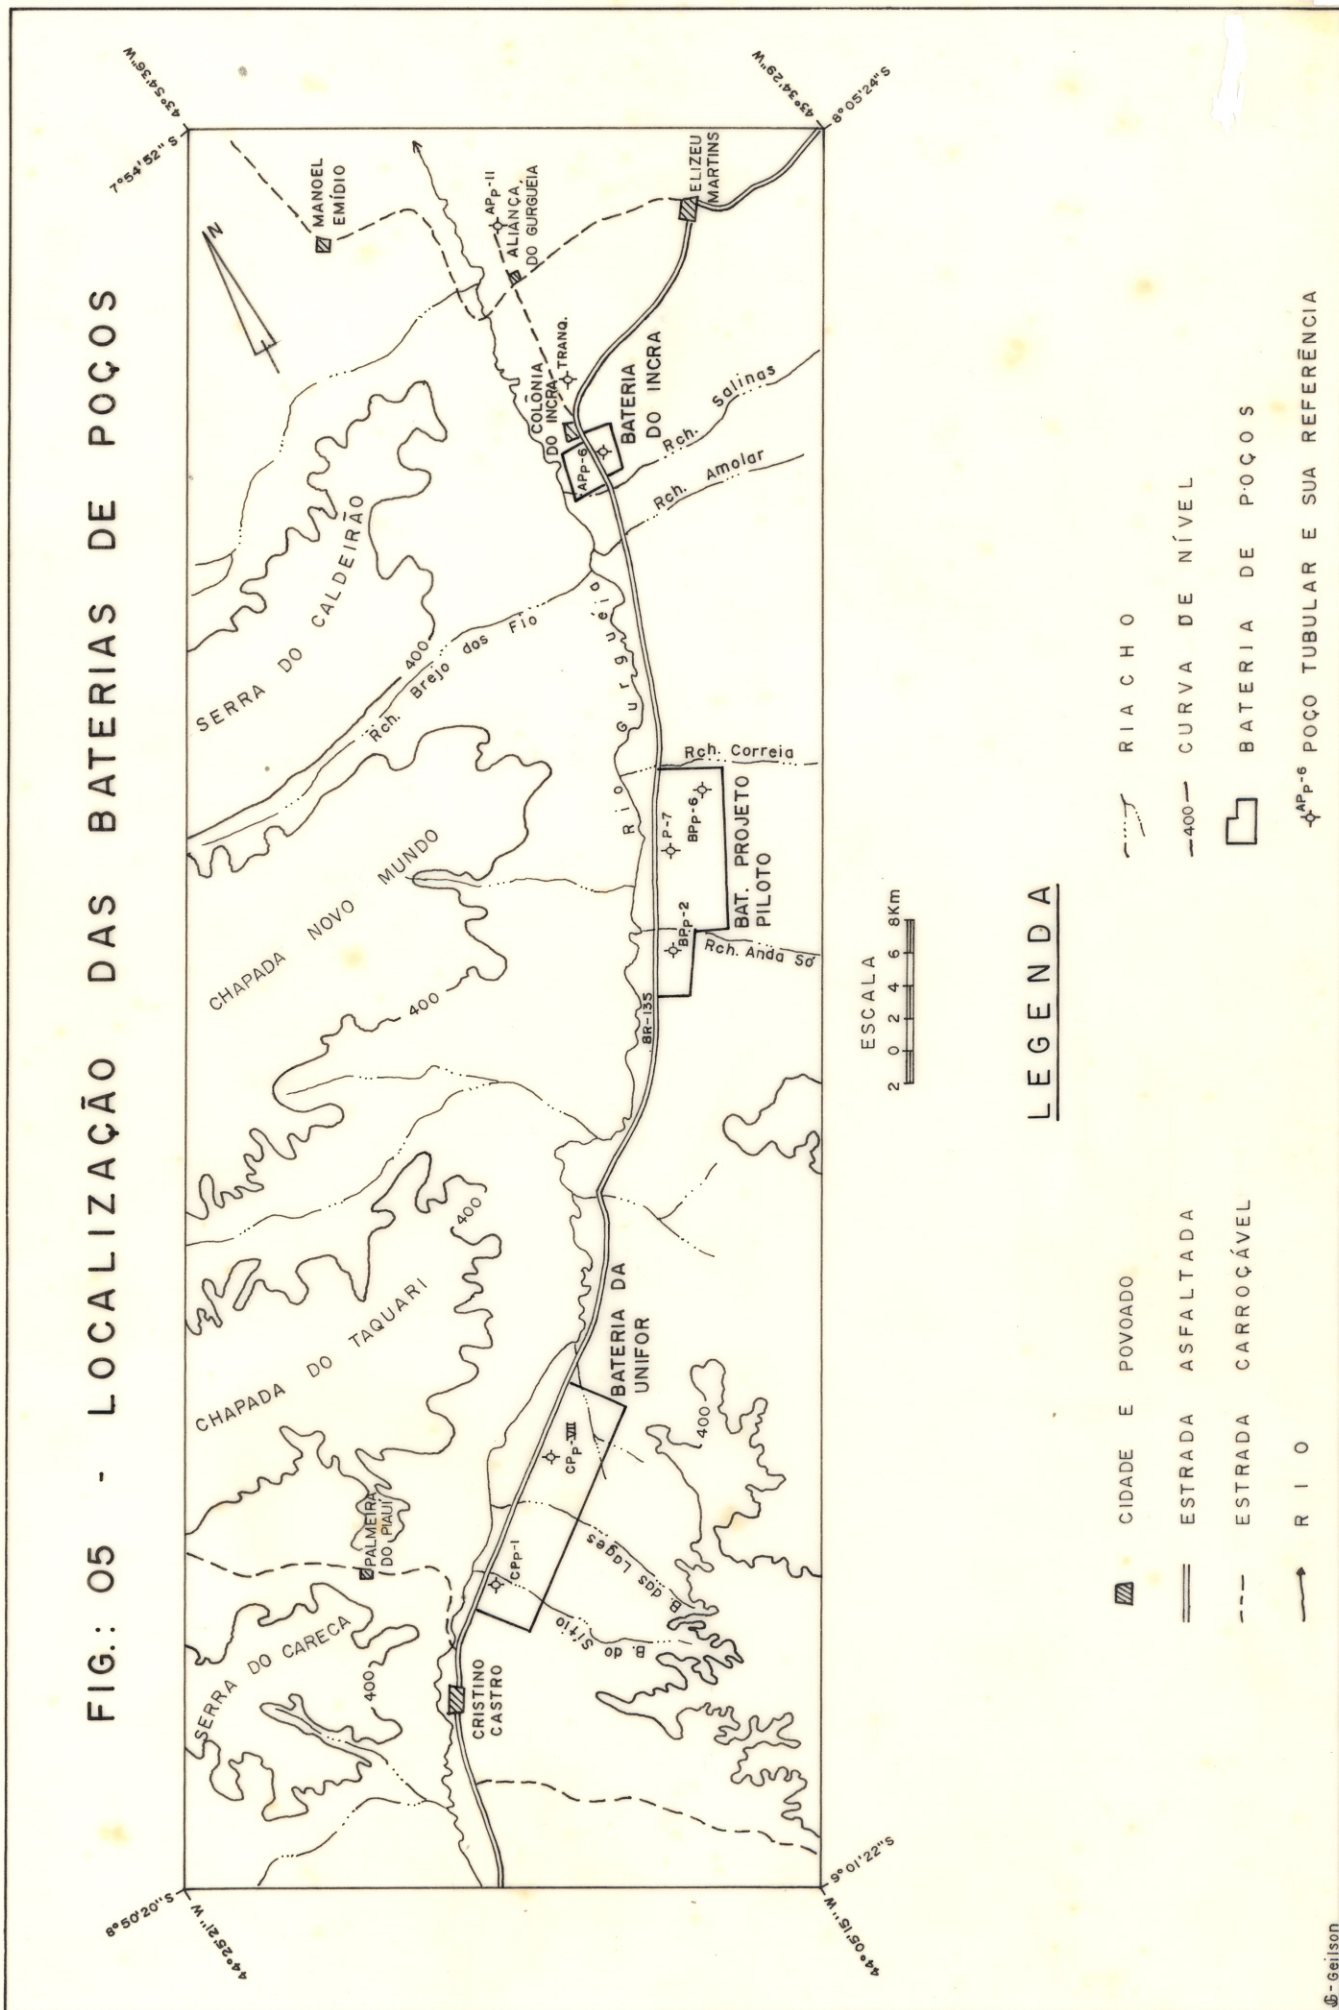 FIG.: 05 - LOCALIZAÇÃO DAS BATERIAS DE POÇOS
8°50'20"S
44°25'21"W
7°54'52"S
43°54'36"W
SERRA DO CARECA
400
PALMEIRA
DO PIAUÍ
CHAPADA DO TAQUARI
400
CHAPADA NOVO MUNDO
400
SERRA DO CALDEIRÃO
400
Rch. Brejo dos Fio
N
MANOEL
EMÍDIO
CRISTINO
CASTRO
CPp-1
CPp-VII
BATERIA DA
UNIFOR
B. do Sítio
B. das Lages
400
BR-135
Rio Gurguéia
BPp-2
P-7
BPp-6
Rch. Anda Só
BAT. PROJETO
PILOTO
Rch. Correia
APp-6
COLÔNIA
DO INCRA
TRANQ.
BATERIA
DO INCRA
Rch. Amolar
Rch. Salinas
APp-11
ALIANÇA
DO GURGUEIA
ELIZEU
MARTINS
9°01'22"S
44°05'15"W
43°34'29"W
8°05'24"S
ESCALA
2 0 2 4 6 8Km
LEGENDA
CIDADE E POVOADO
ESTRADA ASFALTADA
ESTRADA CARROÇÁVEL
RIO
RIACHO
400 CURVA DE NÍVEL
BATERIA DE POÇOS
APp-6 POÇO TUBULAR E SUA REFERÊNCIA
Geilson